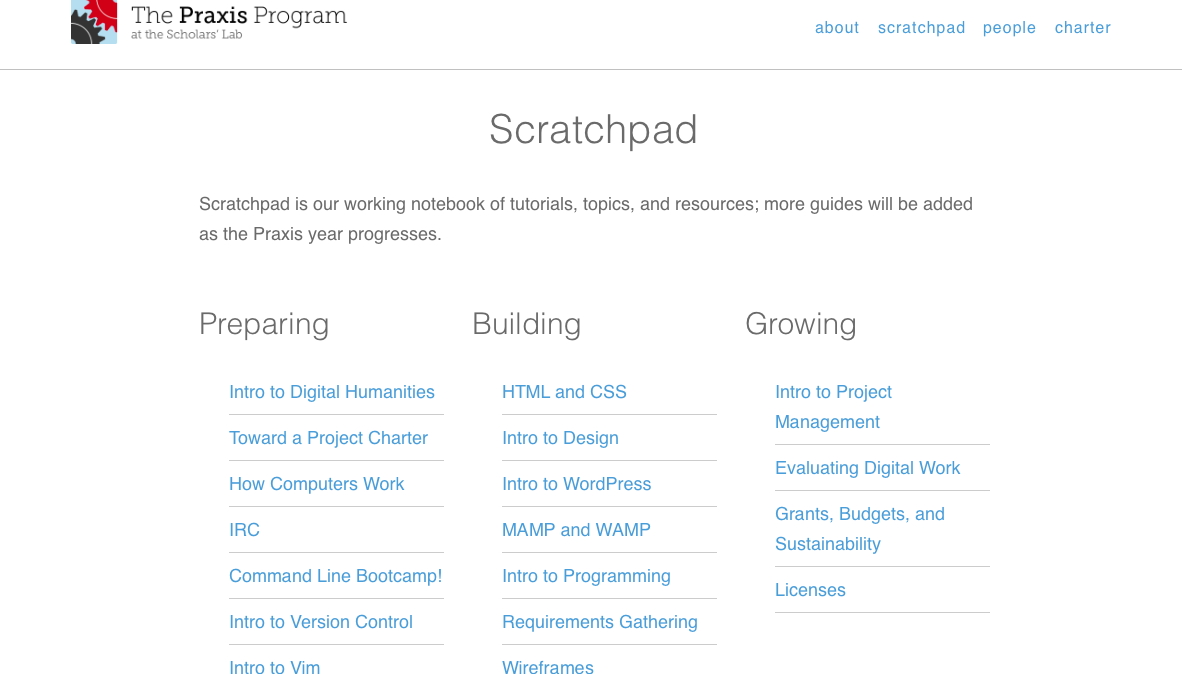 The Praxis Program
at the Scholars' Lab
about scratchpad people charter
Scratchpad
Scratchpad is our working notebook of tutorials, topics, and resources; more guides will be added
as the Praxis year progresses.
Preparing
Intro to Digital Humanities
Toward a Project Charter
How Computers Work
IRC
Command Line Bootcamp!
Intro to Version Control
Intro to Vim
Building
HTML and CSS
Intro to Design
Intro to WordPress
MAMP and WAMP
Intro to Programming
Requirements Gathering
Wireframes
Growing
Intro to Project
Management
Evaluating Digital Work
Grants, Budgets, and
Sustainability
Licenses